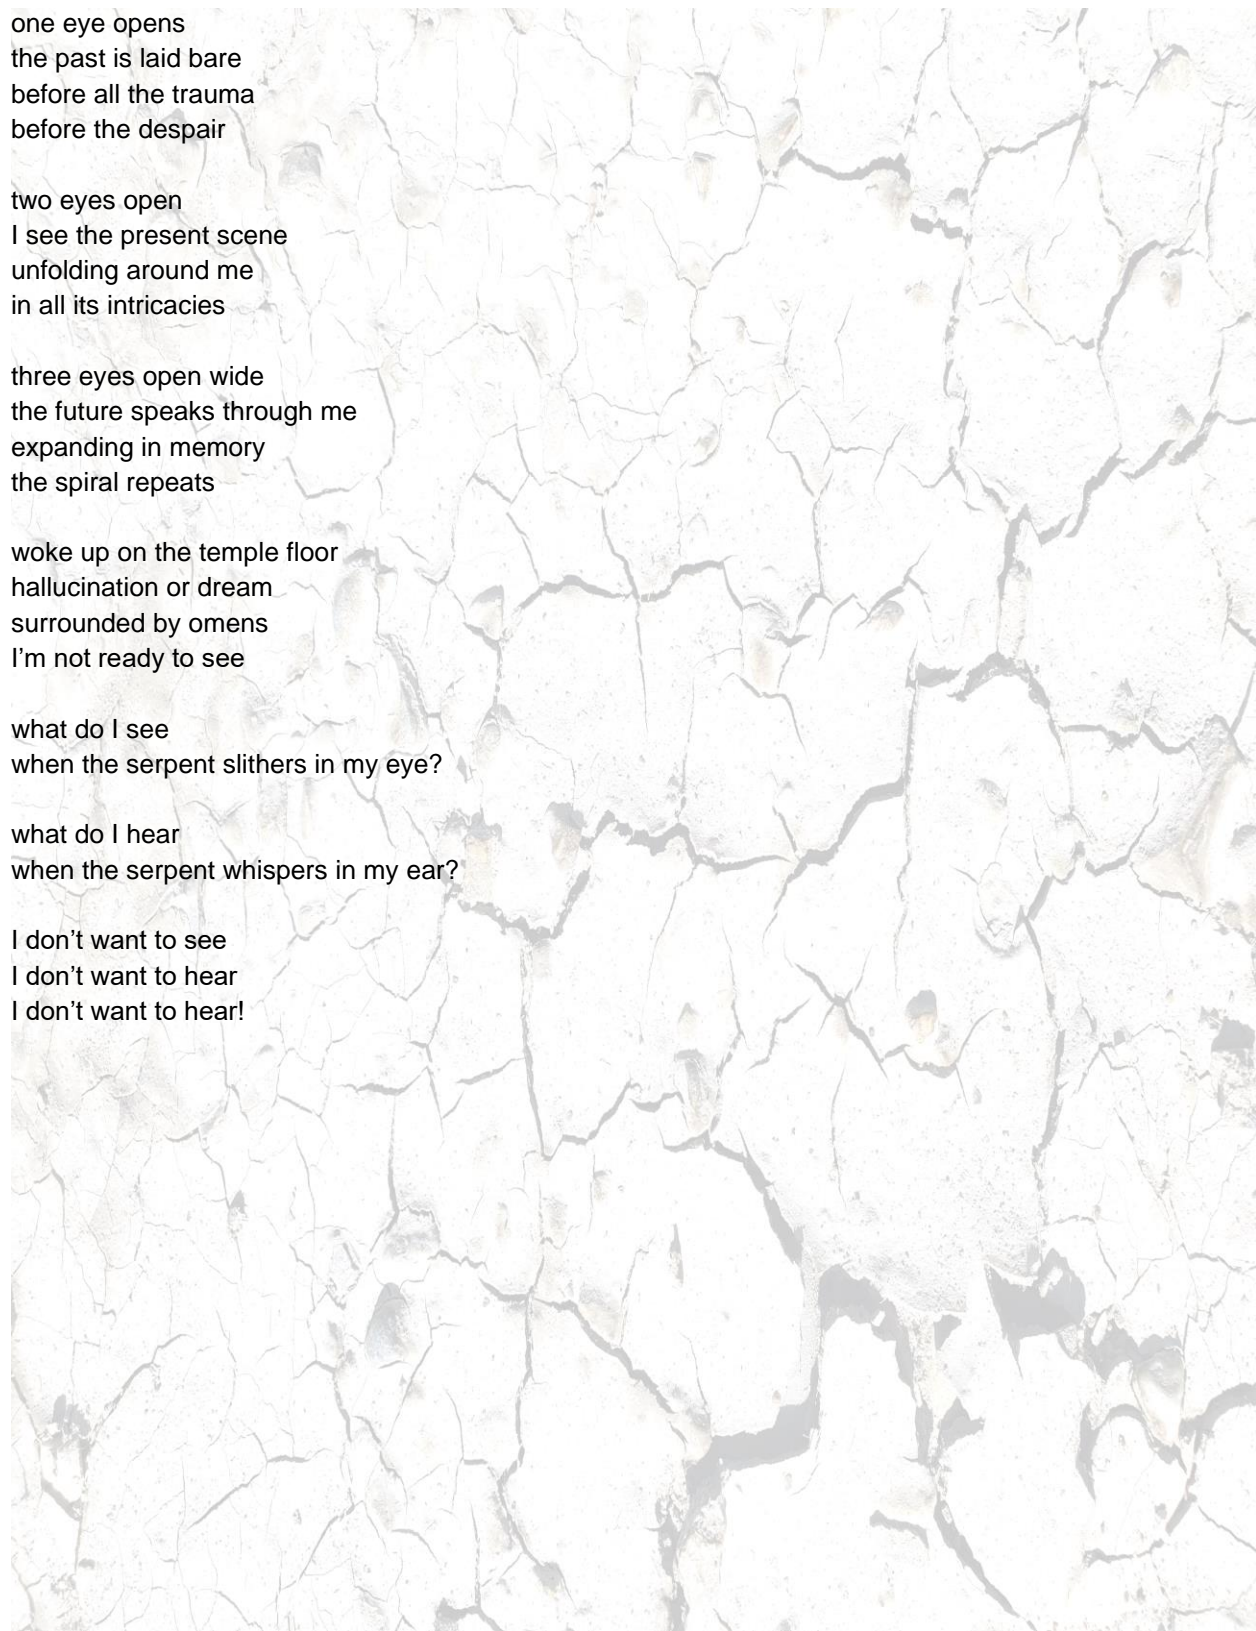 one eye opens
the past is laid bare
before all the trauma
before the despair

two eyes open
I see the present scene
unfolding around me
in all its intricacies

three eyes open wide
the future speaks through me
expanding in memory
the spiral repeats

woke up on the temple floor
hallucination or dream
surrounded by omens
I’m not ready to see

what do I see
when the serpent slithers in my eye?

what do I hear
when the serpent whispers in my ear?

I don’t want to see
I don’t want to hear
I don’t want to hear!